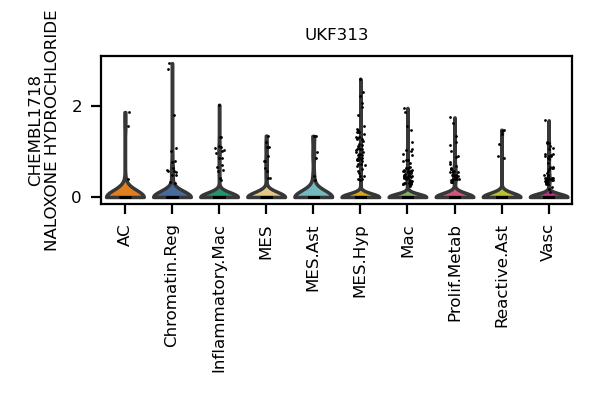 UKF313
CHEMBL1718
NALOXONE HYDROCHLORIDE
2
0
AC
Chromatin.Reg
Inflammatory.Mac
MES
MES.Ast
MES.Hyp
Mac
Prolif.Metab
Reactive.Ast
Vasc